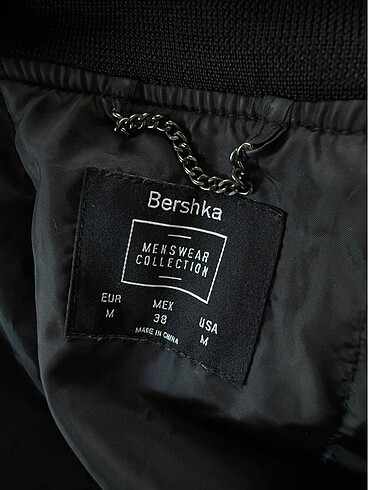 Bershka
MENSWEAR
COLLECTION
EUR MEX USA
M 38 M
MADE IN CHINA